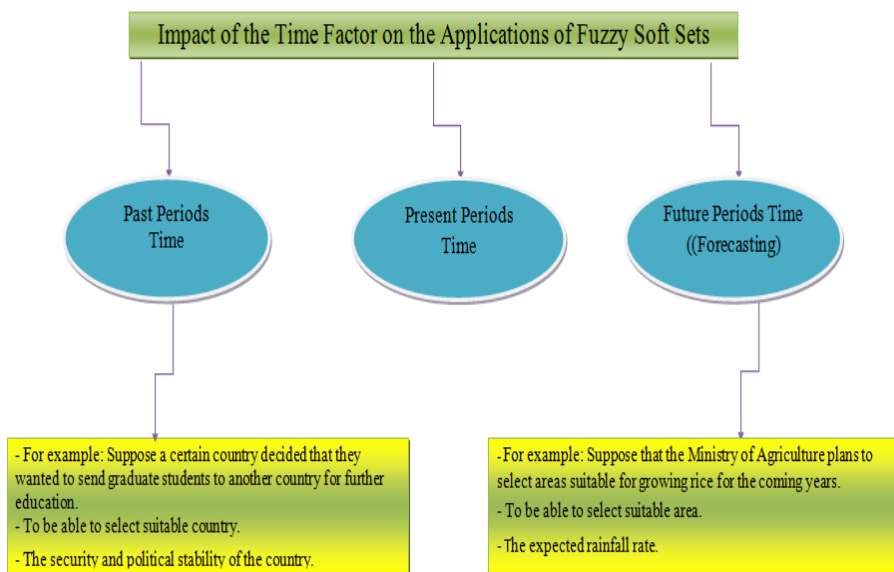 Impact of the Time Factor on the Applications of Fuzzy Soft Sets
Past Periods
Time
Present Periods
Time
Future Periods Time
((Forecasting)
- For example: Suppose a certain country decided that they
wanted to send graduate students to another country for further
education.
- To be able to select suitable country.
- The security and political stability of the country.
- For example: Suppose that the Ministry of Agriculture plans to
select areas suitable for growing rice for the coming years.
- To be able to select suitable area.
- The expected rainfall rate.